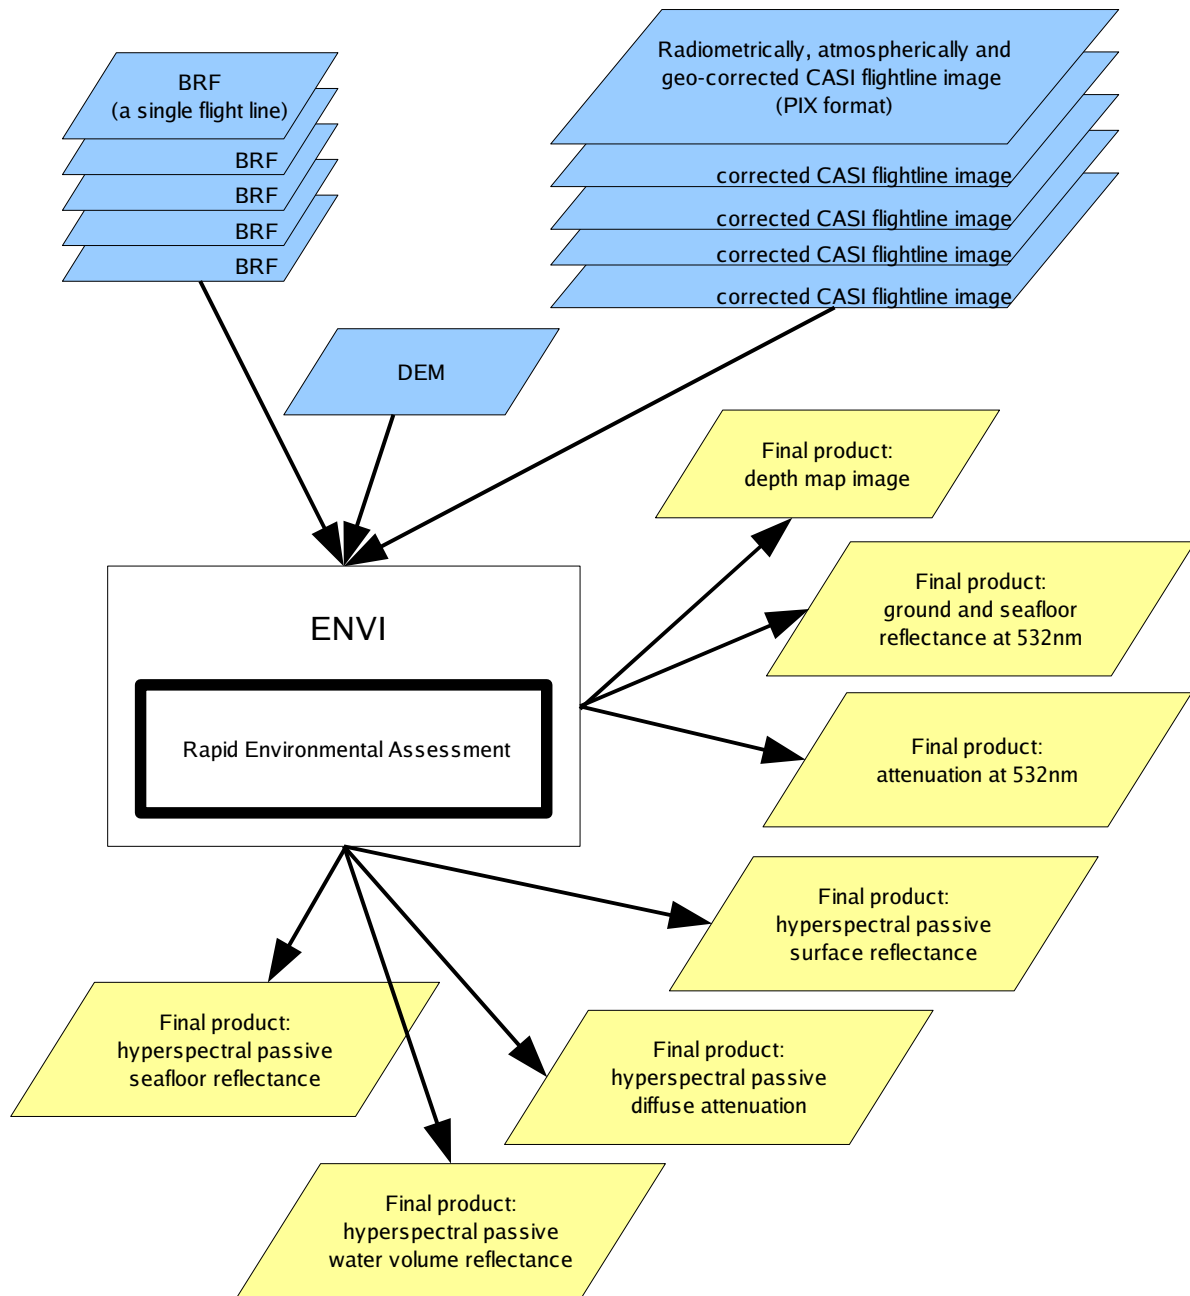 BRF
(a single flight line)
BRF
BRF
BRF
BRF
Radiometrically, atmospherically and
geo-corrected CASI flightline image
(PIX format)
corrected CASI flightline image
corrected CASI flightline image
corrected CASI flightline image
corrected CASI flightline image
DEM
ENVI
Rapid Environmental Assessment
Final product:
depth map image
Final product:
ground and seafloor
reflectance at 532nm
Final product:
attenuation at 532nm
Final product:
hyperspectral passive
surface reflectance
Final product:
hyperspectral passive
seafloor reflectance
Final product:
hyperspectral passive
diffuse attenuation
Final product:
hyperspectral passive
water volume reflectance